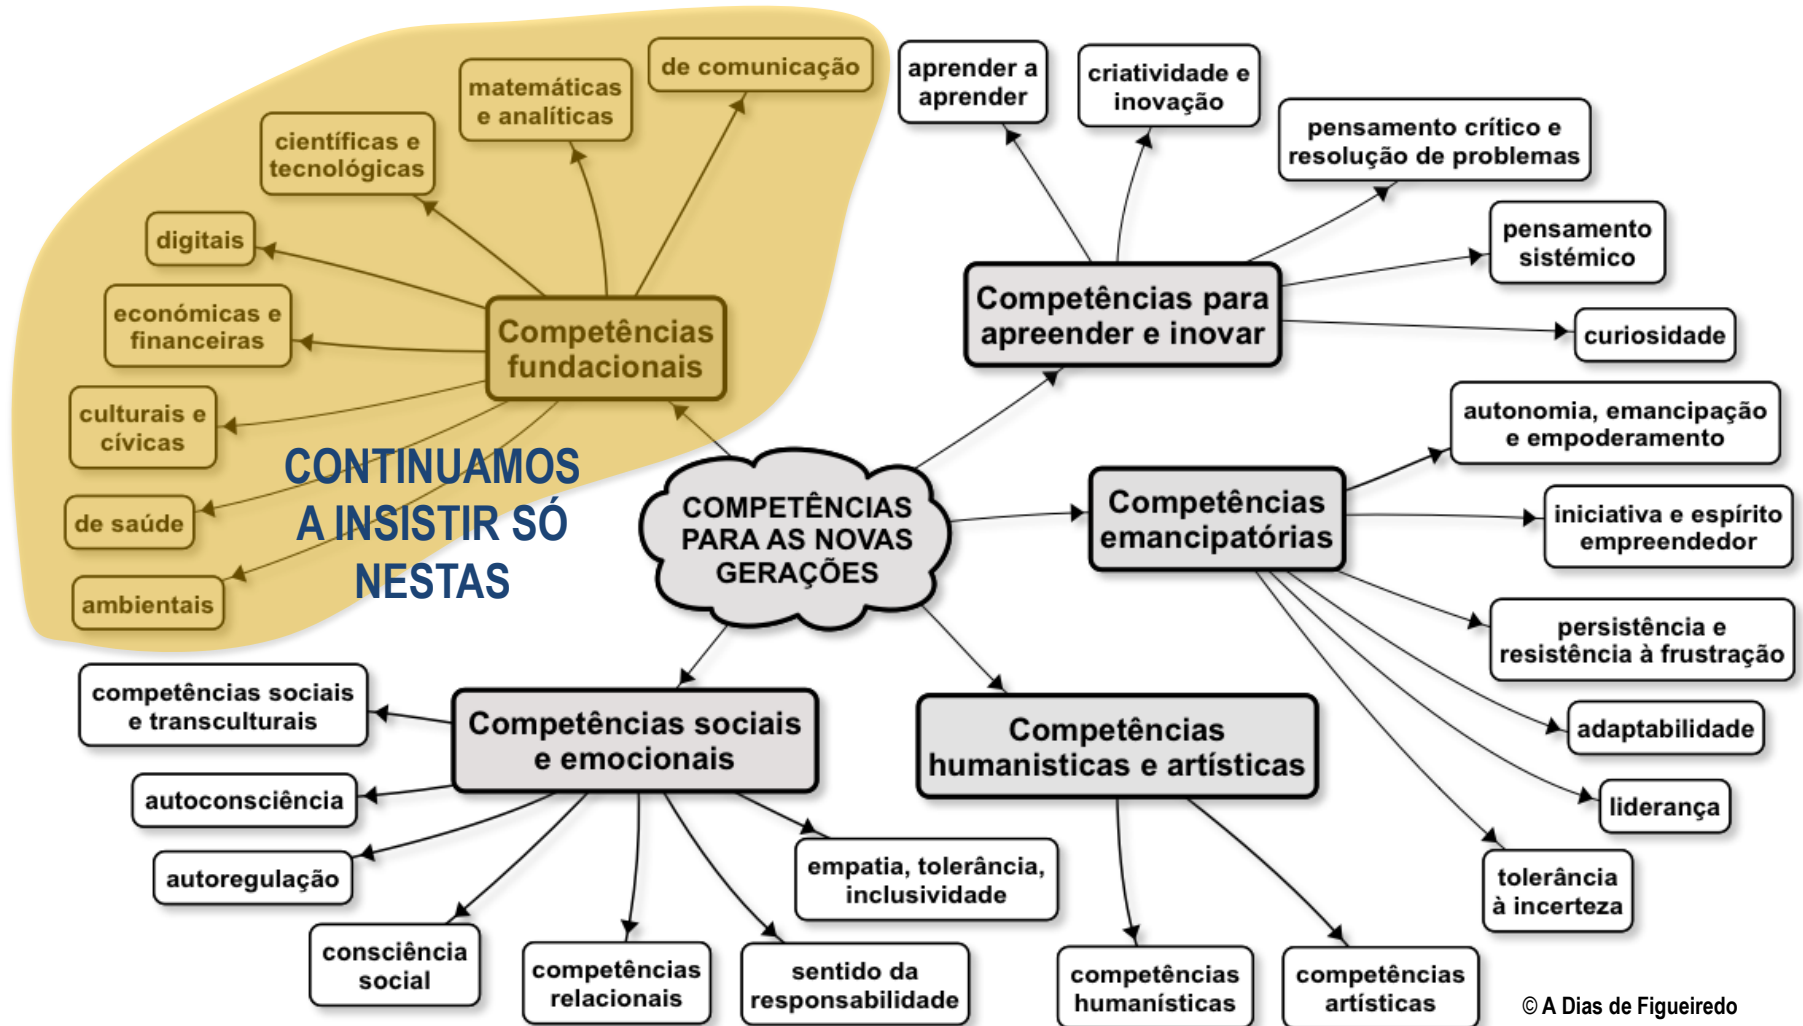 de comunicação
matemáticas
e analíticas
científicas e
tecnológicas
digitais
económicas e
financeiras
culturais e
cívicas
de saúde
ambientais
Competências
fundacionais
CONTINUAMOS
A INSISTIR SÓ
NESTAS
aprender a
aprender
criatividade e
inovação
pensamento crítico e
resolução de problemas
pensamento
sistémico
curiosidade
Competências para
apreender e inovar
COMPETÊNCIAS
PARA AS NOVAS
GERAÇÕES
Competências
emancipatórias
autonomia, emancipação
e empoderamento
iniciativa e espírito
empreendedor
persistência e
resistência à frustração
adaptabilidade
liderança
tolerância
à incerteza
Competências sociais
e emocionais
competências sociais
e transculturais
autoconsciência
autoregulação
consciência
social
competências
relacionais
sentido da
responsabilidade
empatia, tolerância,
inclusividade
Competências
humanisticas e artísticas
competências
humanísticas
competências
artísticas
© A Dias de Figueiredo